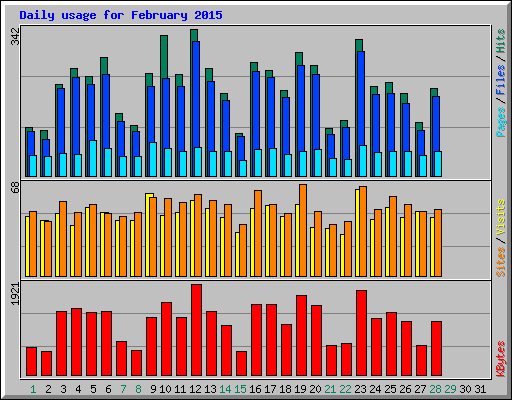 Daily usage for February 2015
342
Pages / Files / Hits
68
Sites / Visits
1921
KBytes
1 2 3 4 5 6 7 8 9 10 11 12 13 14 15 16 17 18 19 20 21 22 23 24 25 26 27 28 29 30 31